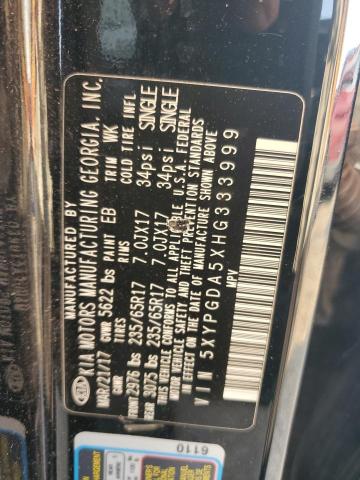 MANUFACTURED BY
KIA MOTORS MANUFACTURING GEORGIA, INC.
MAR/21/17 GVWR 5622 lbs PAINT EB TRIM WK
GAWR TIRES RIMS COLD TIRE INFL
FRONT 2976 lbs 235/65R17 7.0JX17 34psi SINGLE
REAR 3075 lbs 235/65R17 7.0JX17 34psi SINGLE
THIS VEHICLE CONFORMS TO ALL APPLICABLE U.S.A. FEDERAL
MOTOR VEHICLE SAFETY AND THEFT PREVENTION STANDARDS
IN EFFECT ON THE DATE OF MANUFACTURE SHOWN ABOVE
VIN 5XYPGDA5XHG333999
MPV
6110